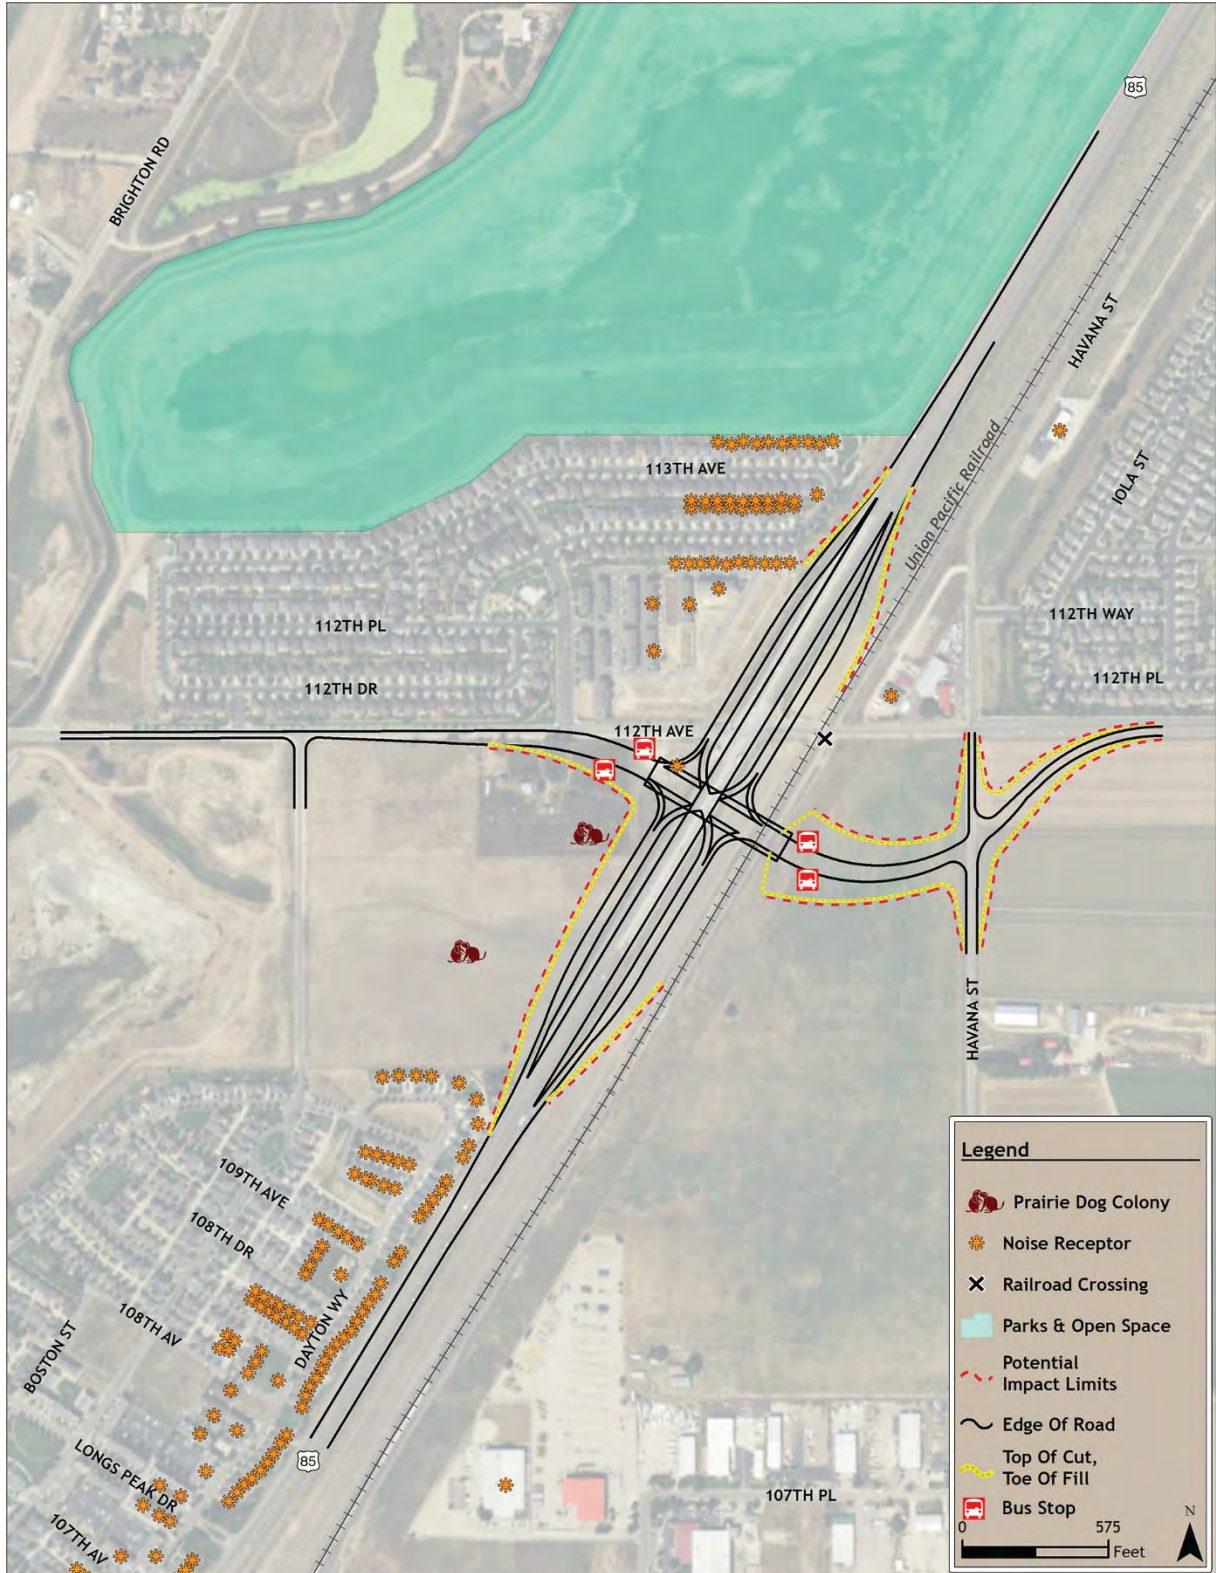 85
BRIGHTON RD
HAVANA ST
Union Pacific Railroad
113TH AVE
IOLA ST
112TH WAY
112TH PL
112TH PL
112TH DR
112TH AVE
HAVANA ST
109TH AVE
108TH DR
108TH AV
DAYTON WY
BOSTON ST
85
LONGS PEAK DR
107TH PL
107TH AV
Legend
Prairie Dog Colony
Noise Receptor
Railroad Crossing
Parks & Open Space
Potential
Impact Limits
Edge Of Road
Top Of Cut,
Toe Of Fill
Bus Stop
N
0 575
Feet